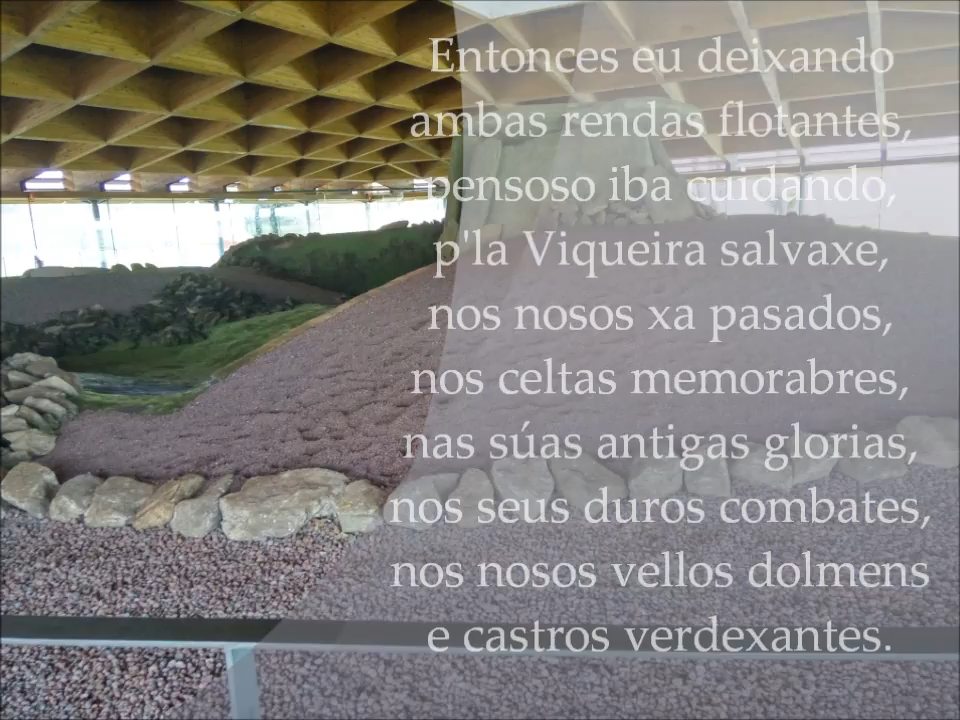 Entonces eu deixando
ambas rendas flotantes,
pensoso iba cuidando,
p'la Viqueira salvaxe,
nos nosos xa pasados,
nos celtas memorabres,
nas súas antigas glorias,
nos seus duros combates,
nos nosos vellos dolmens
e castros verdexantes.